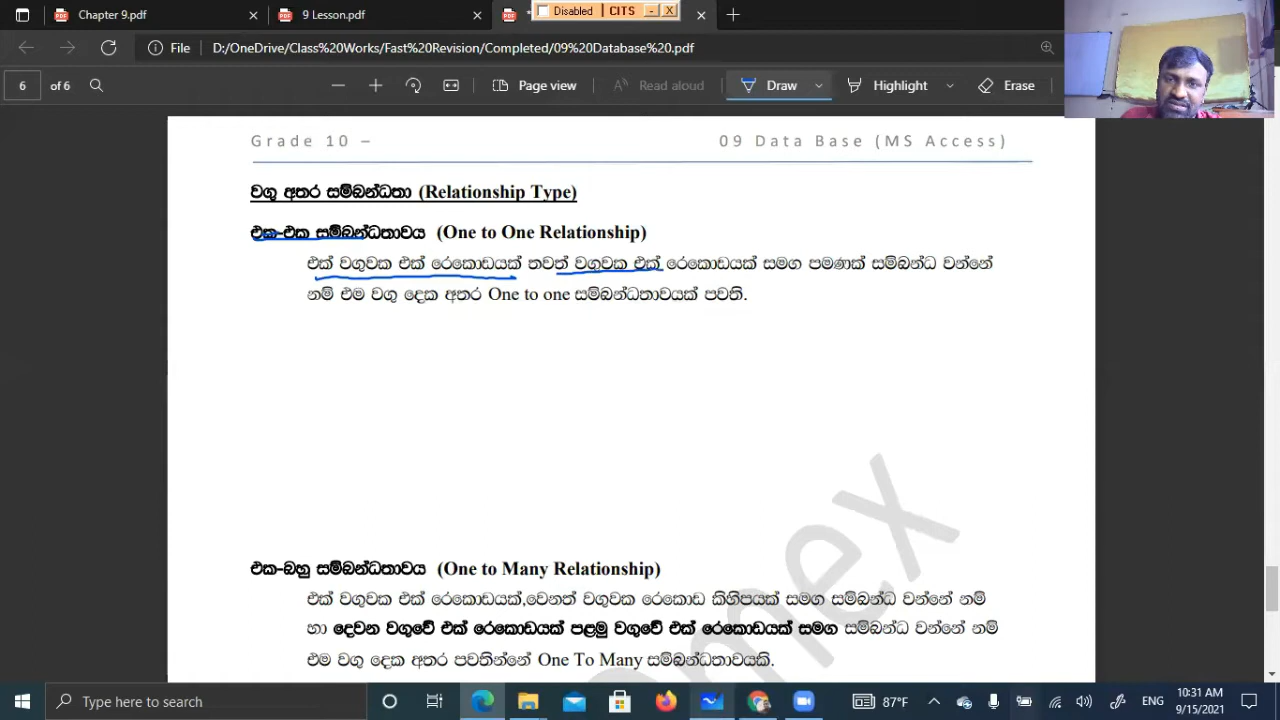 Chapter 9.pdf
9 Lesson.pdf
Disabled | CITS
File D:/OneDrive/Class%20Works/Fast%20Revision/Completed/09%20Database%20.pdf
6 of 6 Page view Read aloud Draw Highlight Erase
Grade 10 – 09 Data Base (MS Access)
වගු අතර සම්බන්ධතා (Relationship Type)
එක-එක සම්බන්ධතාවය (One to One Relationship)
එක් වගුවක එක් රෙකොඩයක් තවත් වගුවක එක් රෙකොඩයක් සමග පමණක් සම්බන්ධ වන්නේ
නම් එම වගු දෙක අතර One to one සම්බන්ධතාවයක් පවතී.
එක-බහු සම්බන්ධතාවය (One to Many Relationship)
එක් වගුවක එක් රෙකොඩයක්,වෙනත් වගුවක රෙකොඩ කිහිපයක් සමග සම්බන්ධ වන්නේ නම්
හා දෙවන වගුවේ එක් රෙකොඩයක් පළමු වගුවේ එක් රෙකොඩයක් සමග සම්බන්ධ වන්නේ නම්
එම වගු දෙක අතර පවතින්නේ One To Many සම්බන්ධතාවයකි.
Type here to search
87°F ENG 10:31 AM
9/15/2021